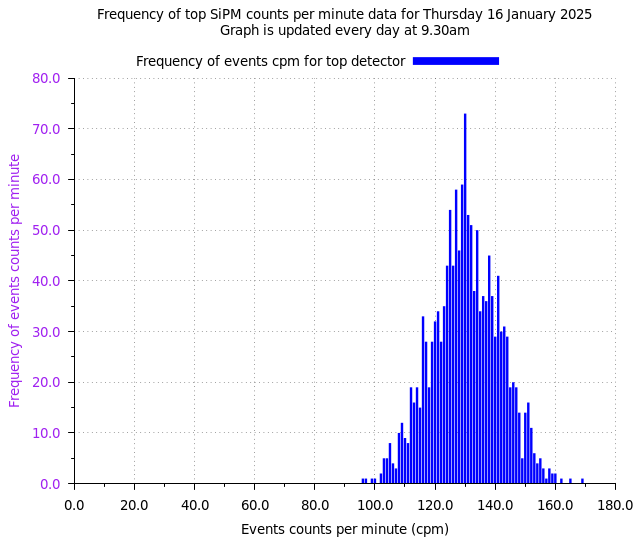 Frequency of top SiPM counts per minute data for Thursday 16 January 2025
Graph is updated every day at 9.30am
Frequency of events cpm for top detector
80.0
70.0
60.0
50.0
40.0
30.0
20.0
10.0
0.0
Frequency of events counts per minute
0.0 20.0 40.0 60.0 80.0 100.0 120.0 140.0 160.0 180.0
Events counts per minute (cpm)